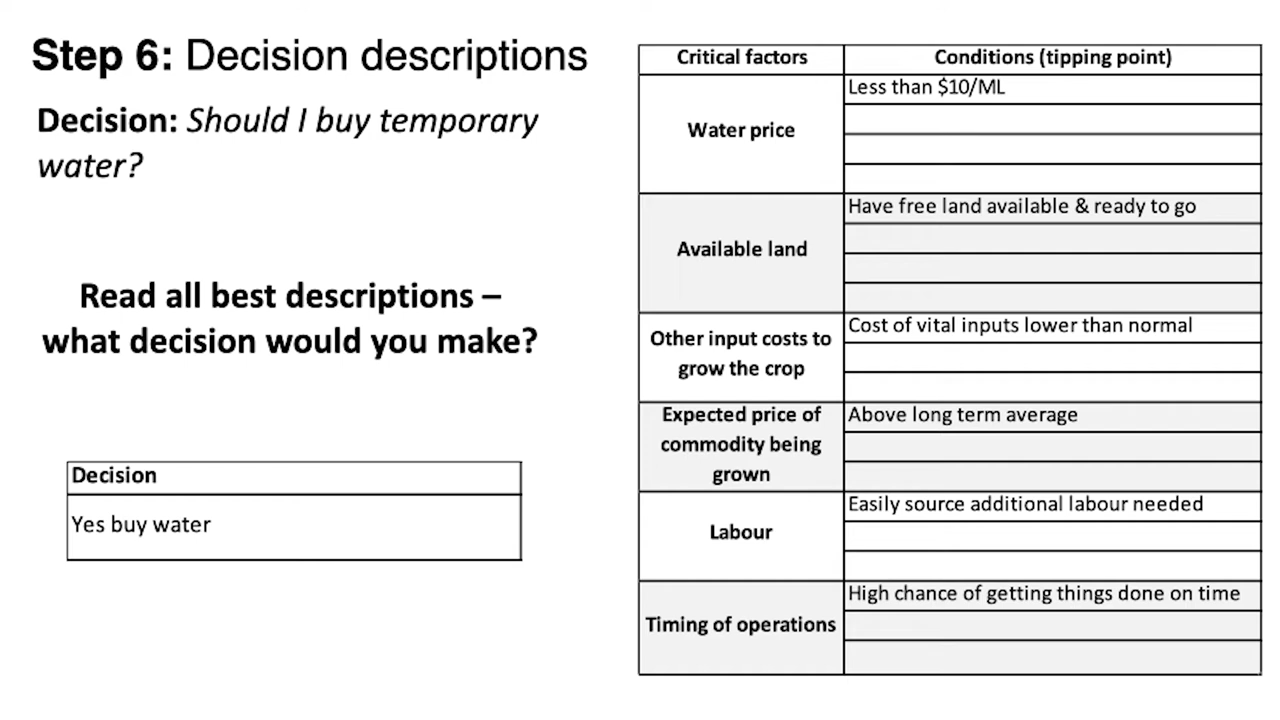 Step 6: Decision descriptions
Decision: Should I buy temporary
water?
Read all best descriptions –
what decision would you make?
Decision
Yes buy water
Critical factors
Conditions (tipping point)
Water price
Less than $10/ML
Available land
Have free land available & ready to go
Other input costs to
grow the crop
Cost of vital inputs lower than normal
Expected price of
commodity being
grown
Above long term average
Labour
Easily source additional labour needed
Timing of operations
High chance of getting things done on time